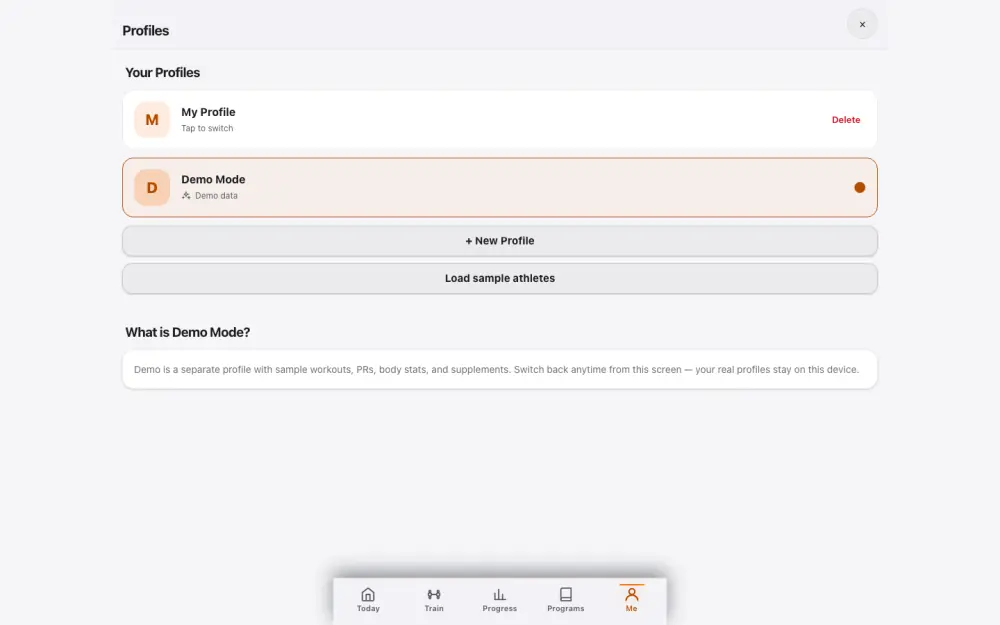 Profiles
×
Your Profiles
M
My Profile
Tap to switch
Delete
D
Demo Mode
Demo data
+ New Profile
Load sample athletes
What is Demo Mode?
Demo is a separate profile with sample workouts, PRs, body stats, and supplements. Switch back anytime from this screen — your real profiles stay on this device.
Today
Train
Progress
Programs
Me